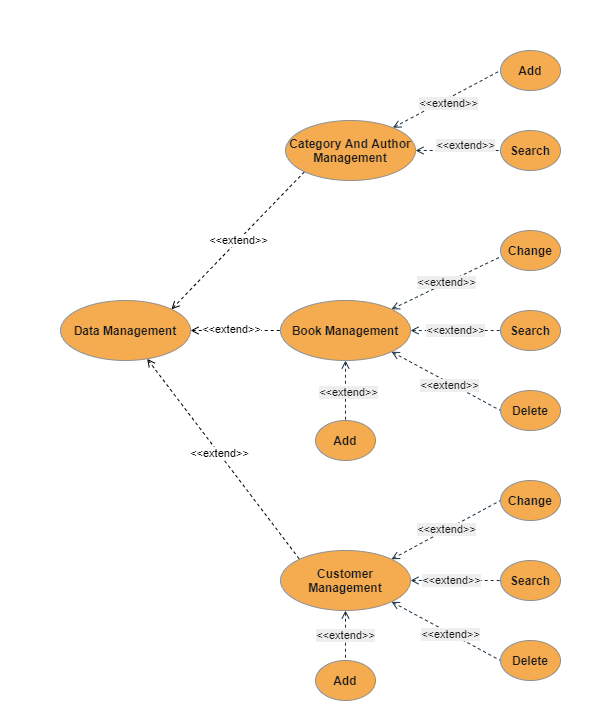 Add
<<extend>>
Category And Author
Management
<<extend>>
Search
<<extend>>
Change
<<extend>>
Data Management
<<extend>>
Book Management
<<extend>>
Search
<<extend>>
<<extend>>
Delete
Add
<<extend>>
Change
<<extend>>
Customer
Management
<<extend>>
Search
<<extend>>
<<extend>>
Delete
Add